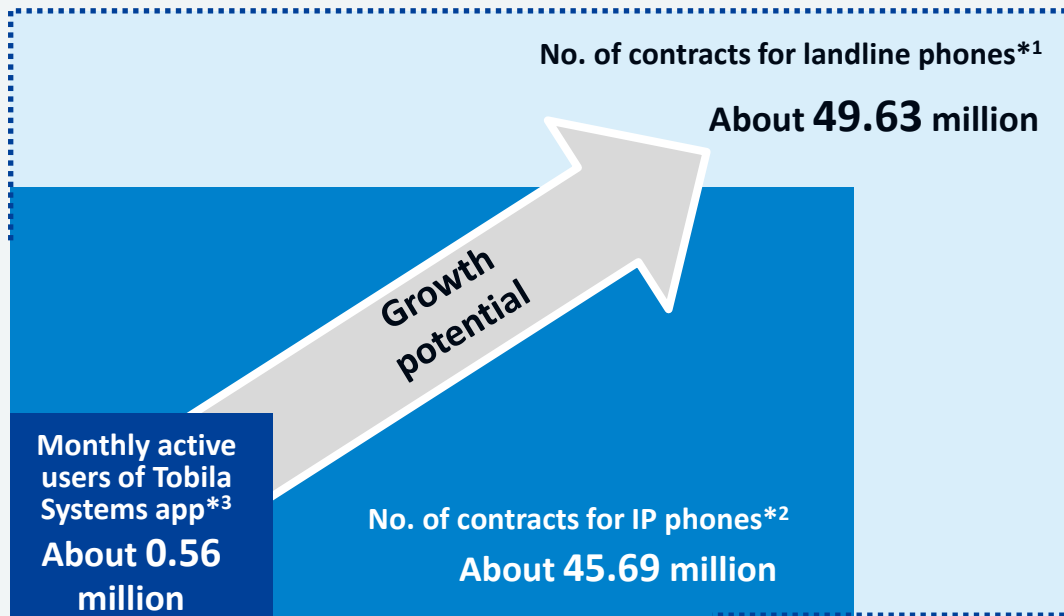 No. of contracts for landline phones*1
About 49.63 million
Growth
potential
Monthly active
users of Tobila
Systems app*3
About 0.56
million
No. of contracts for IP phones*2
About 45.69 million